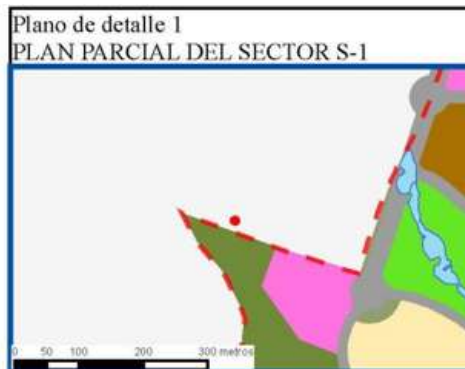 Plano de detalle 1
PLAN PARCIAL DEL SECTOR S-1
0 50 100 200 300 metros